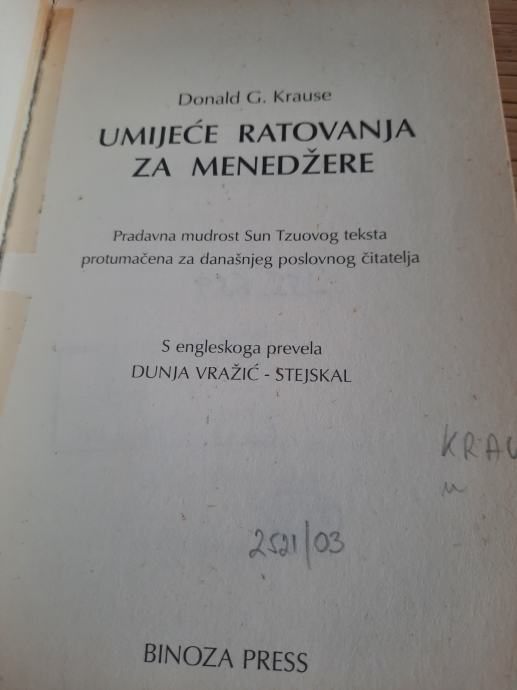 Donald G. Krause
UMIJEĆE RATOVANJA
ZA MENEDŽERE
Pradavna mudrost Sun Tzuovog teksta
protumačena za današnjeg poslovnog čitatelja
S engleskoga prevela
DUNJA VRAŽIĆ - STEJSKAL
KRAU
u
2521/03
BINOZA PRESS